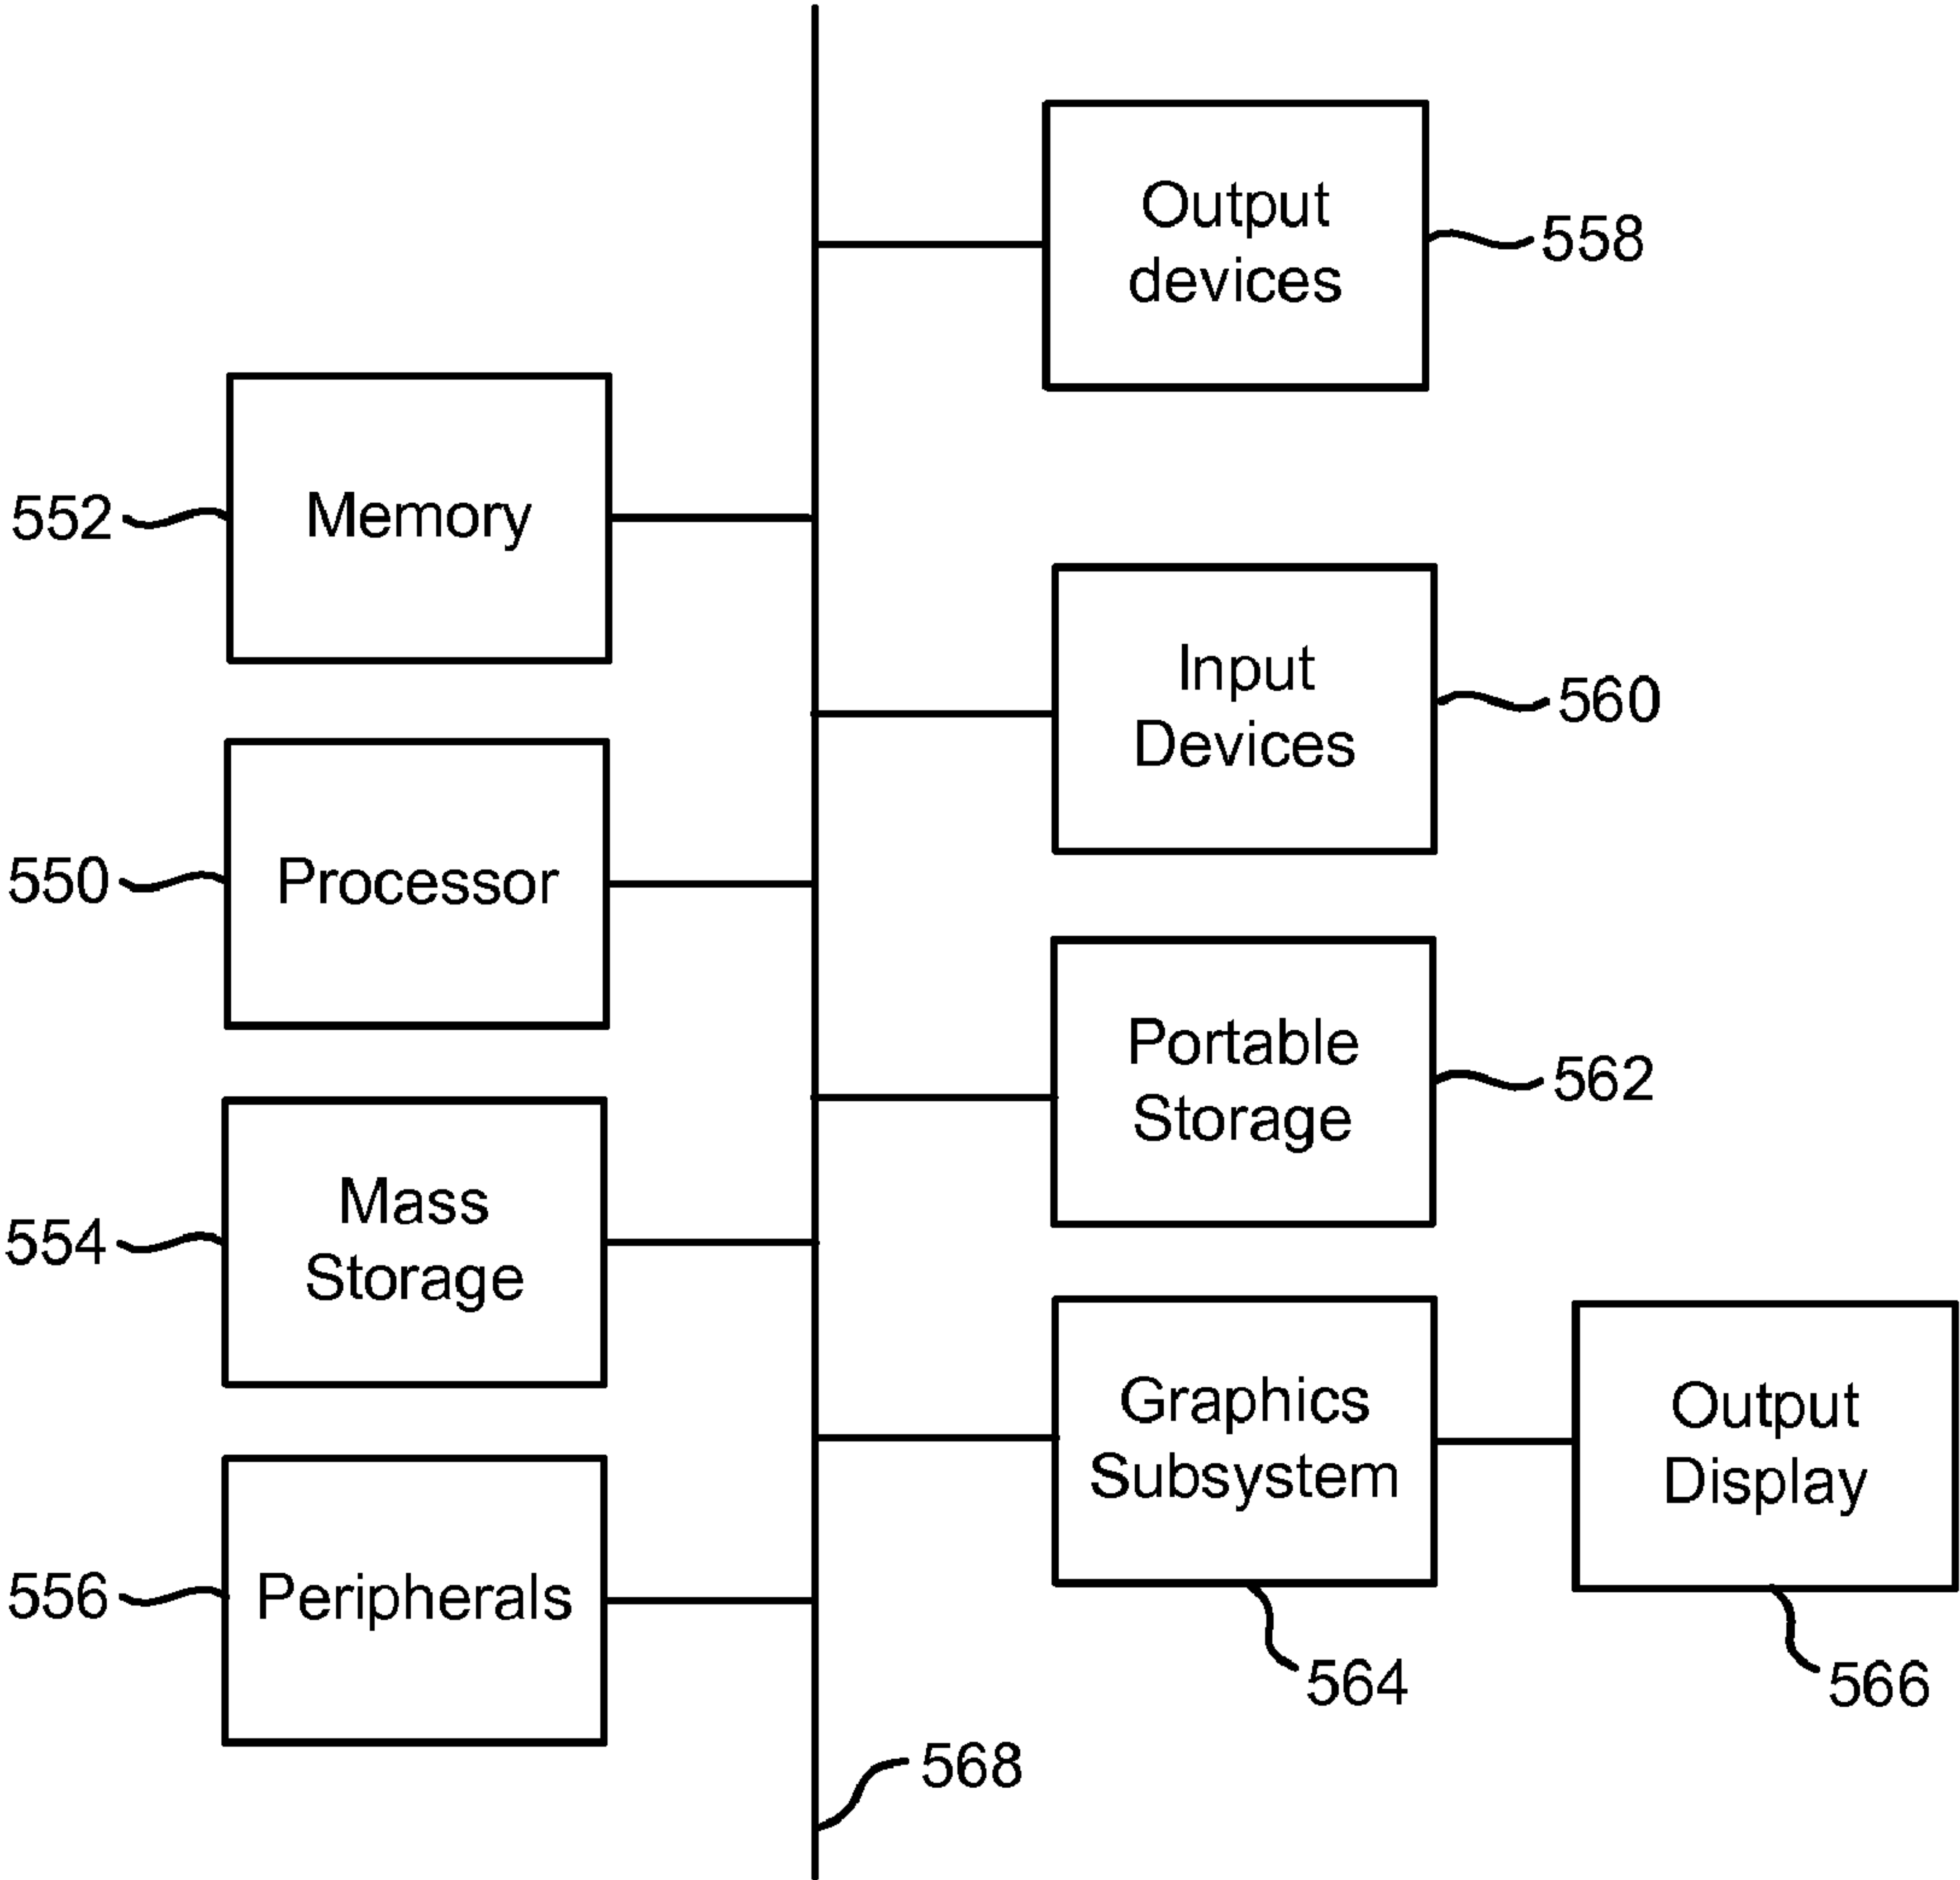 Output
devices
558
552
Memory
Input
Devices
560
550
Processor
Portable
Storage
562
554
Mass
Storage
Graphics
Subsystem
Output
Display
556
Peripherals
564
566
568